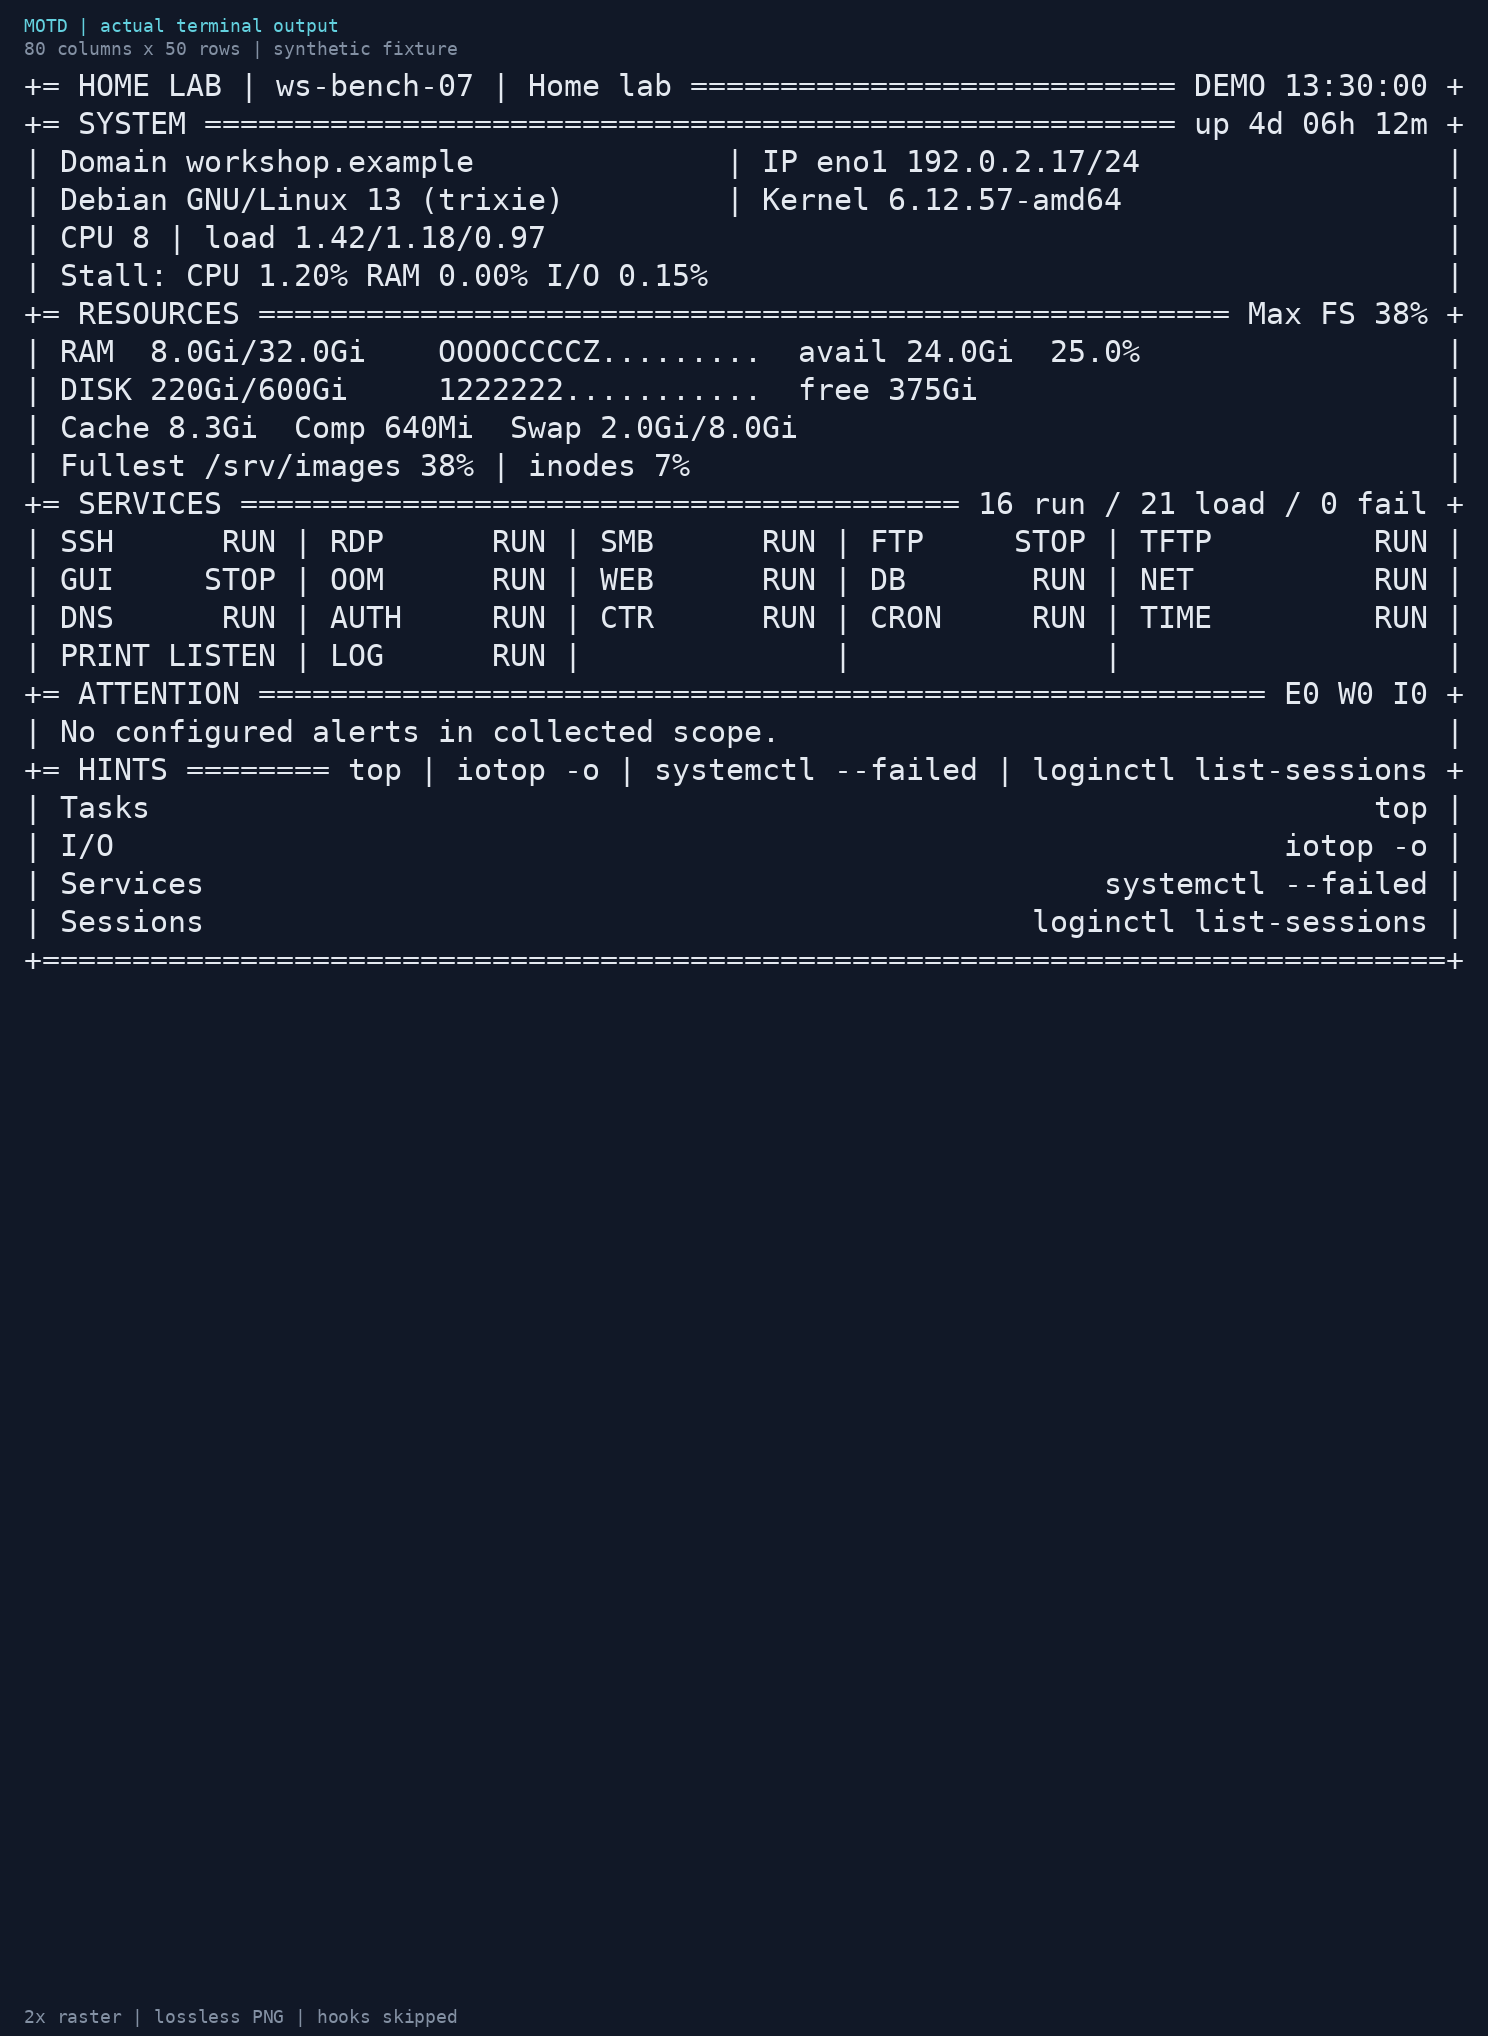 MOTD | actual terminal output
80 columns x 50 rows | synthetic fixture
+= HOME LAB | ws-bench-07 | Home lab =========================== DEMO 13:30:00 +
+= SYSTEM ====================================================== up 4d 06h 12m +
| Domain workshop.example              | IP eno1 192.0.2.17/24                 |
| Debian GNU/Linux 13 (trixie)         | Kernel 6.12.57-amd64                  |
| CPU 8 | load 1.42/1.18/0.97                                                  |
| Stall: CPU 1.20% RAM 0.00% I/O 0.15%                                         |
+= RESOURCES ====================================================== Max FS 38% +
| RAM  8.0Gi/32.0Gi    OOOOCCCCZ.........  avail 24.0Gi  25.0%                 |
| DISK 220Gi/600Gi     1222222...........  free 375Gi                          |
| Cache 8.3Gi  Comp 640Mi  Swap 2.0Gi/8.0Gi                                    |
| Fullest /srv/images 38% | inodes 7%                                          |
+= SERVICES ======================================== 16 run / 21 load / 0 fail +
| SSH      RUN | RDP      RUN | SMB      RUN | FTP     STOP | TFTP         RUN |
| GUI     STOP | OOM      RUN | WEB      RUN | DB       RUN | NET          RUN |
| DNS      RUN | AUTH     RUN | CTR      RUN | CRON     RUN | TIME         RUN |
| PRINT LISTEN | LOG      RUN |              |              |                  |
+= ATTENTION ======================================================== E0 W0 I0 +
| No configured alerts in collected scope.                                     |
+= HINTS ======== top | iotop -o | systemctl --failed | loginctl list-sessions +
| Tasks                                                                    top |
| I/O                                                                 iotop -o |
| Services                                                  systemctl --failed |
| Sessions                                              loginctl list-sessions |
+==============================================================================+
2x raster | lossless PNG | hooks skipped